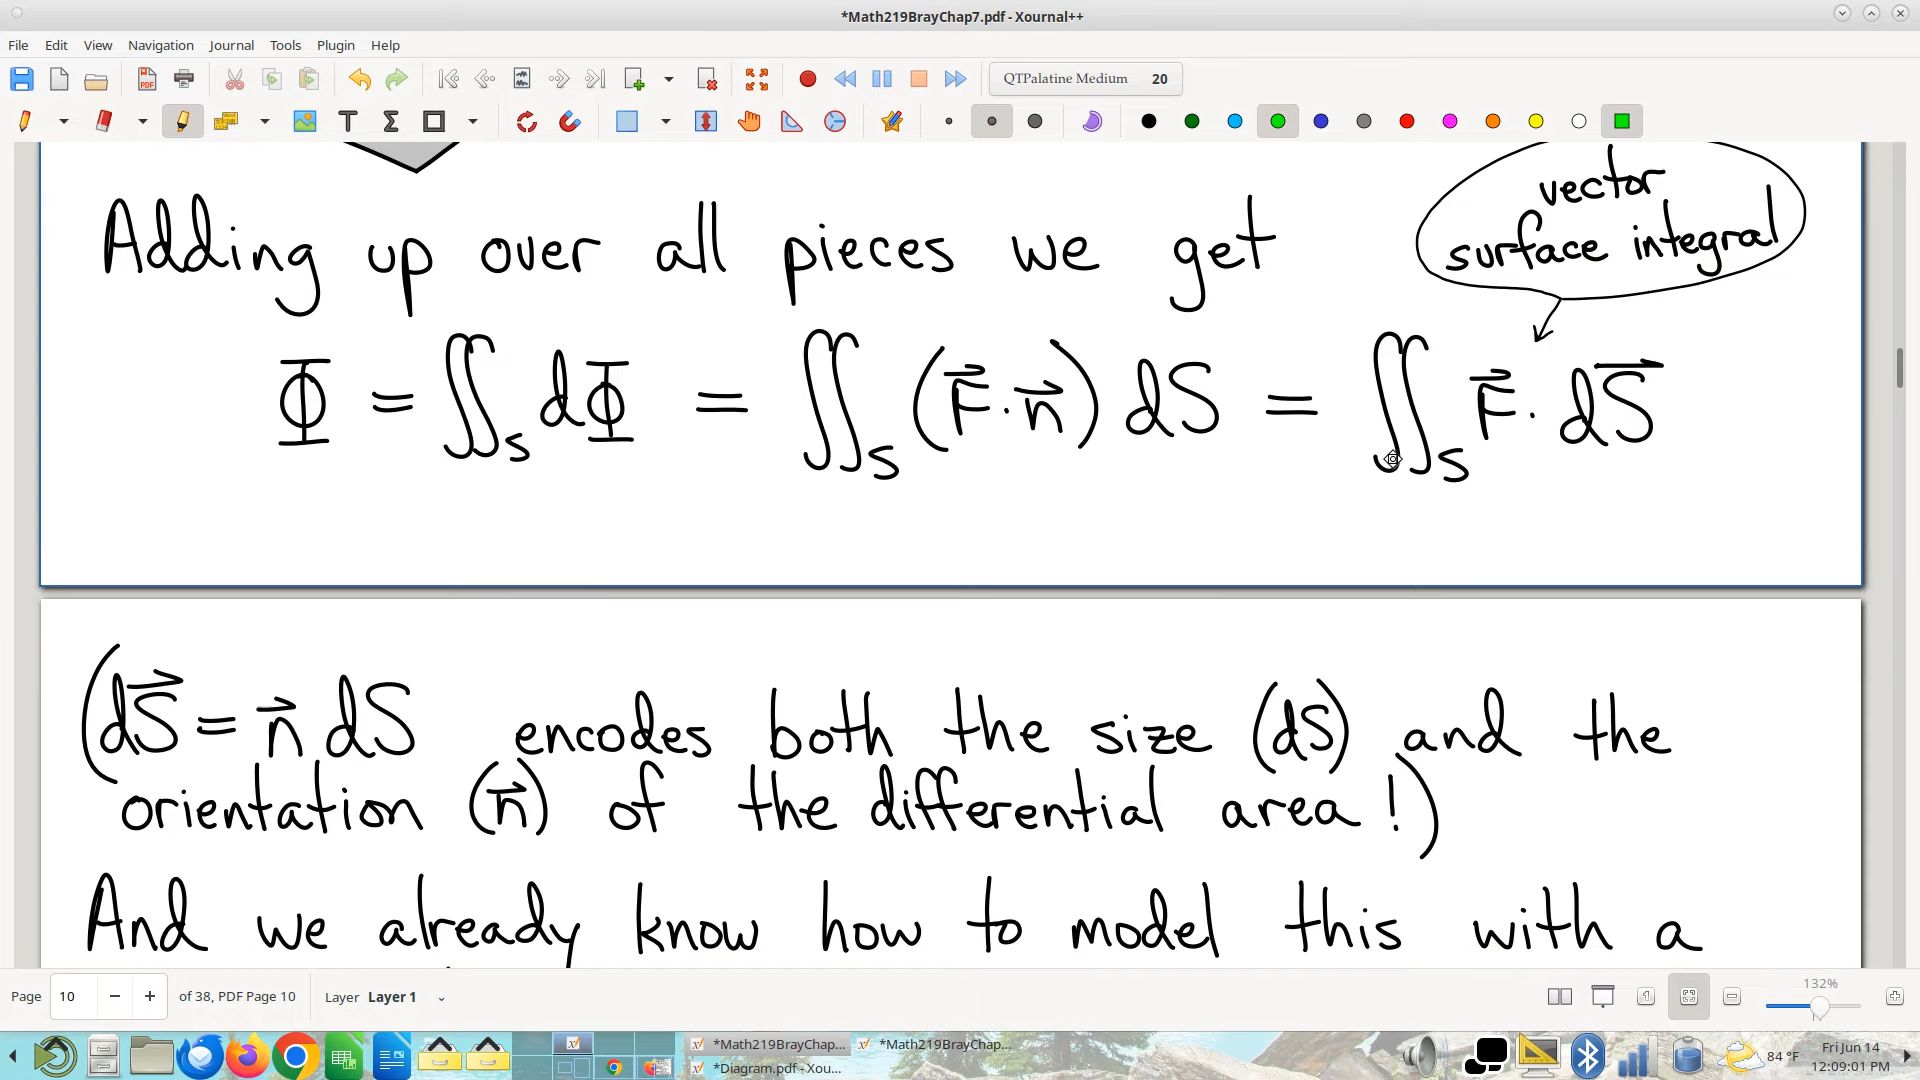 *Math219BrayChap7.pdf - Xournal++
File Edit View Navigation Journal Tools Plugin Help
QTPalatine Medium 20
vector
surface integral
Adding up over all pieces we get
Φ = ∬_S dΦ = ∬_S (F⃗·n⃗) dS = ∬_S F⃗·dS⃗
(dS⃗ = n⃗ dS encodes both the size (dS) and the
orientation (n⃗) of the differential area!)
And we already know how to model this with a
Page 10 − + of 38, PDF Page 10 Layer Layer 1
132%
*Math219BrayChap... *Math219BrayChap...
*Diagram.pdf - Xou...
84 °F
Fri Jun 14
12:09:01 PM